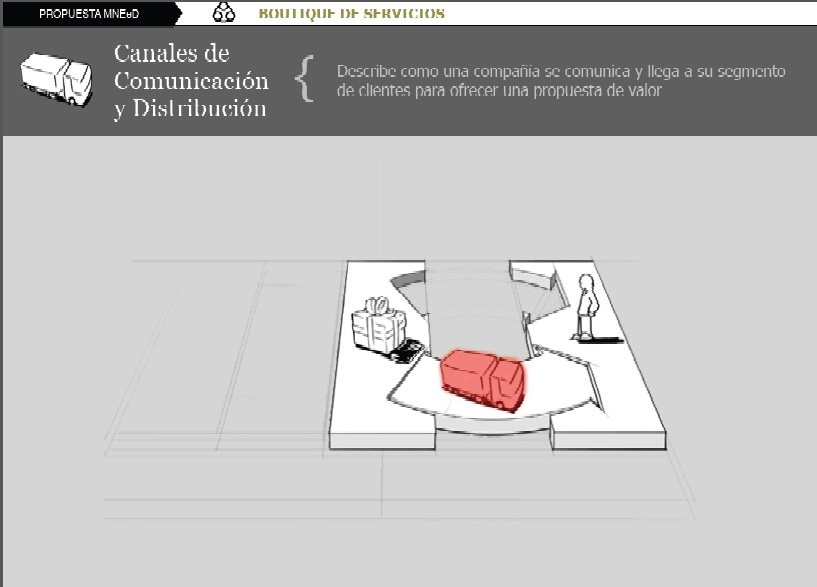 PROPUESTA MNEeD
BOUTIQUE DE SERVICIOS
Canales de
Comunicación
y Distribución
Describe como una compañia se comunica y llega a su segmento
de clientes para ofrecer una propuesta de valor